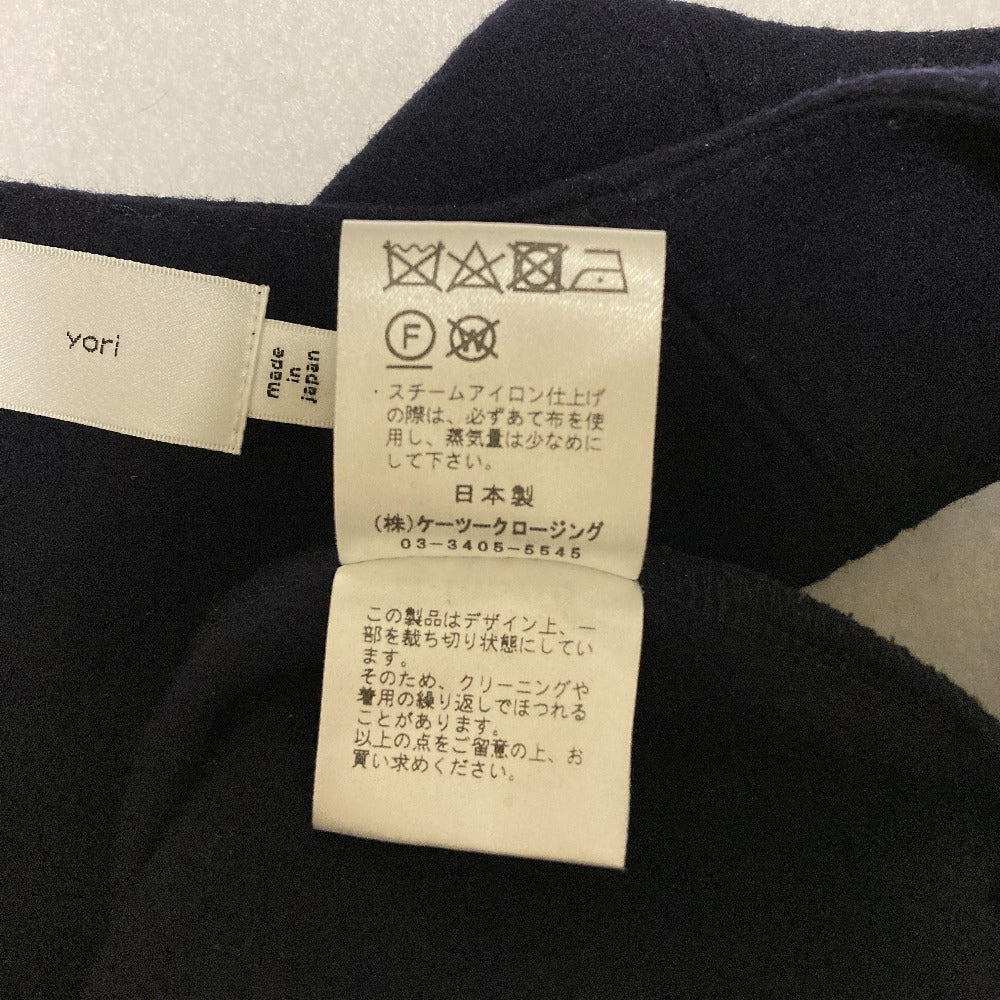 yori
made
in
japan
F
W
・スチームアイロン仕上げ
の際は、必ずあて布を使
用し、蒸気量は少なめに
して下さい。
日本製
(株)ケーツークロージング
03-3405-5545
この製品はデザイン上、一
部を裁ち切り状態にしてい
ます。
そのため、クリーニングや
着用の繰り返しでほつれる
ことがあります。
以上の点をご留意の上、お
買い求めください。